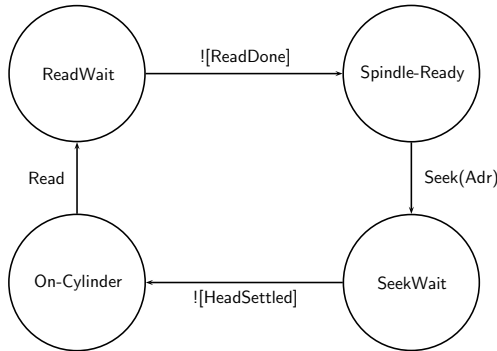 ReadWait
![ReadDone]
Spindle-Ready
Read
Seek(Adr)
On-Cylinder
![HeadSettled]
SeekWait